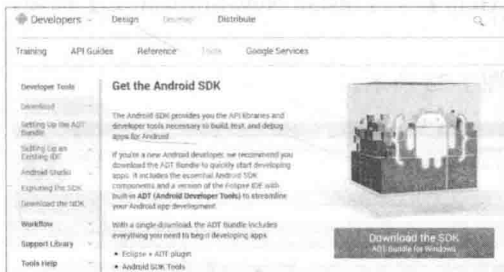 Developers
Design
Develop
Distribute
Training
API Guides
Reference
Tools
Google Services
Developer Tools
Download
Setting Up the ADT
Bundle
Setting Up an
Existing IDE
Android Studio
Exploring the SDK
Download the NDK
Workflow
Support Library
Tools Help
Get the Android SDK
The Android SDK provides you the API libraries and
developer tools necessary to build, test, and debug
apps for Android.
If you're a new Android developer, we recommend you
download the ADT Bundle to quickly start developing
apps. It includes the essential Android SDK
components and a version of the Eclipse IDE with
built-in ADT (Android Developer Tools) to streamline
your Android app development.
With a single download, the ADT Bundle includes
everything you need to begin developing apps:
• Eclipse + ADT plugin
• Android SDK Tools
Download the SDK
ADT Bundle for Windows